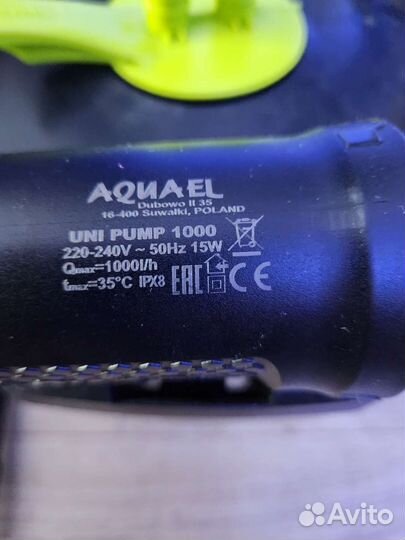 AQUAEL
Dubowo II 35
16-400 Suwałki, POLAND
UNI PUMP 1000
220-240V ~ 50Hz 15W
Qmax=1000l/h
tmax=35°C IPX8
EAC CE
Avito